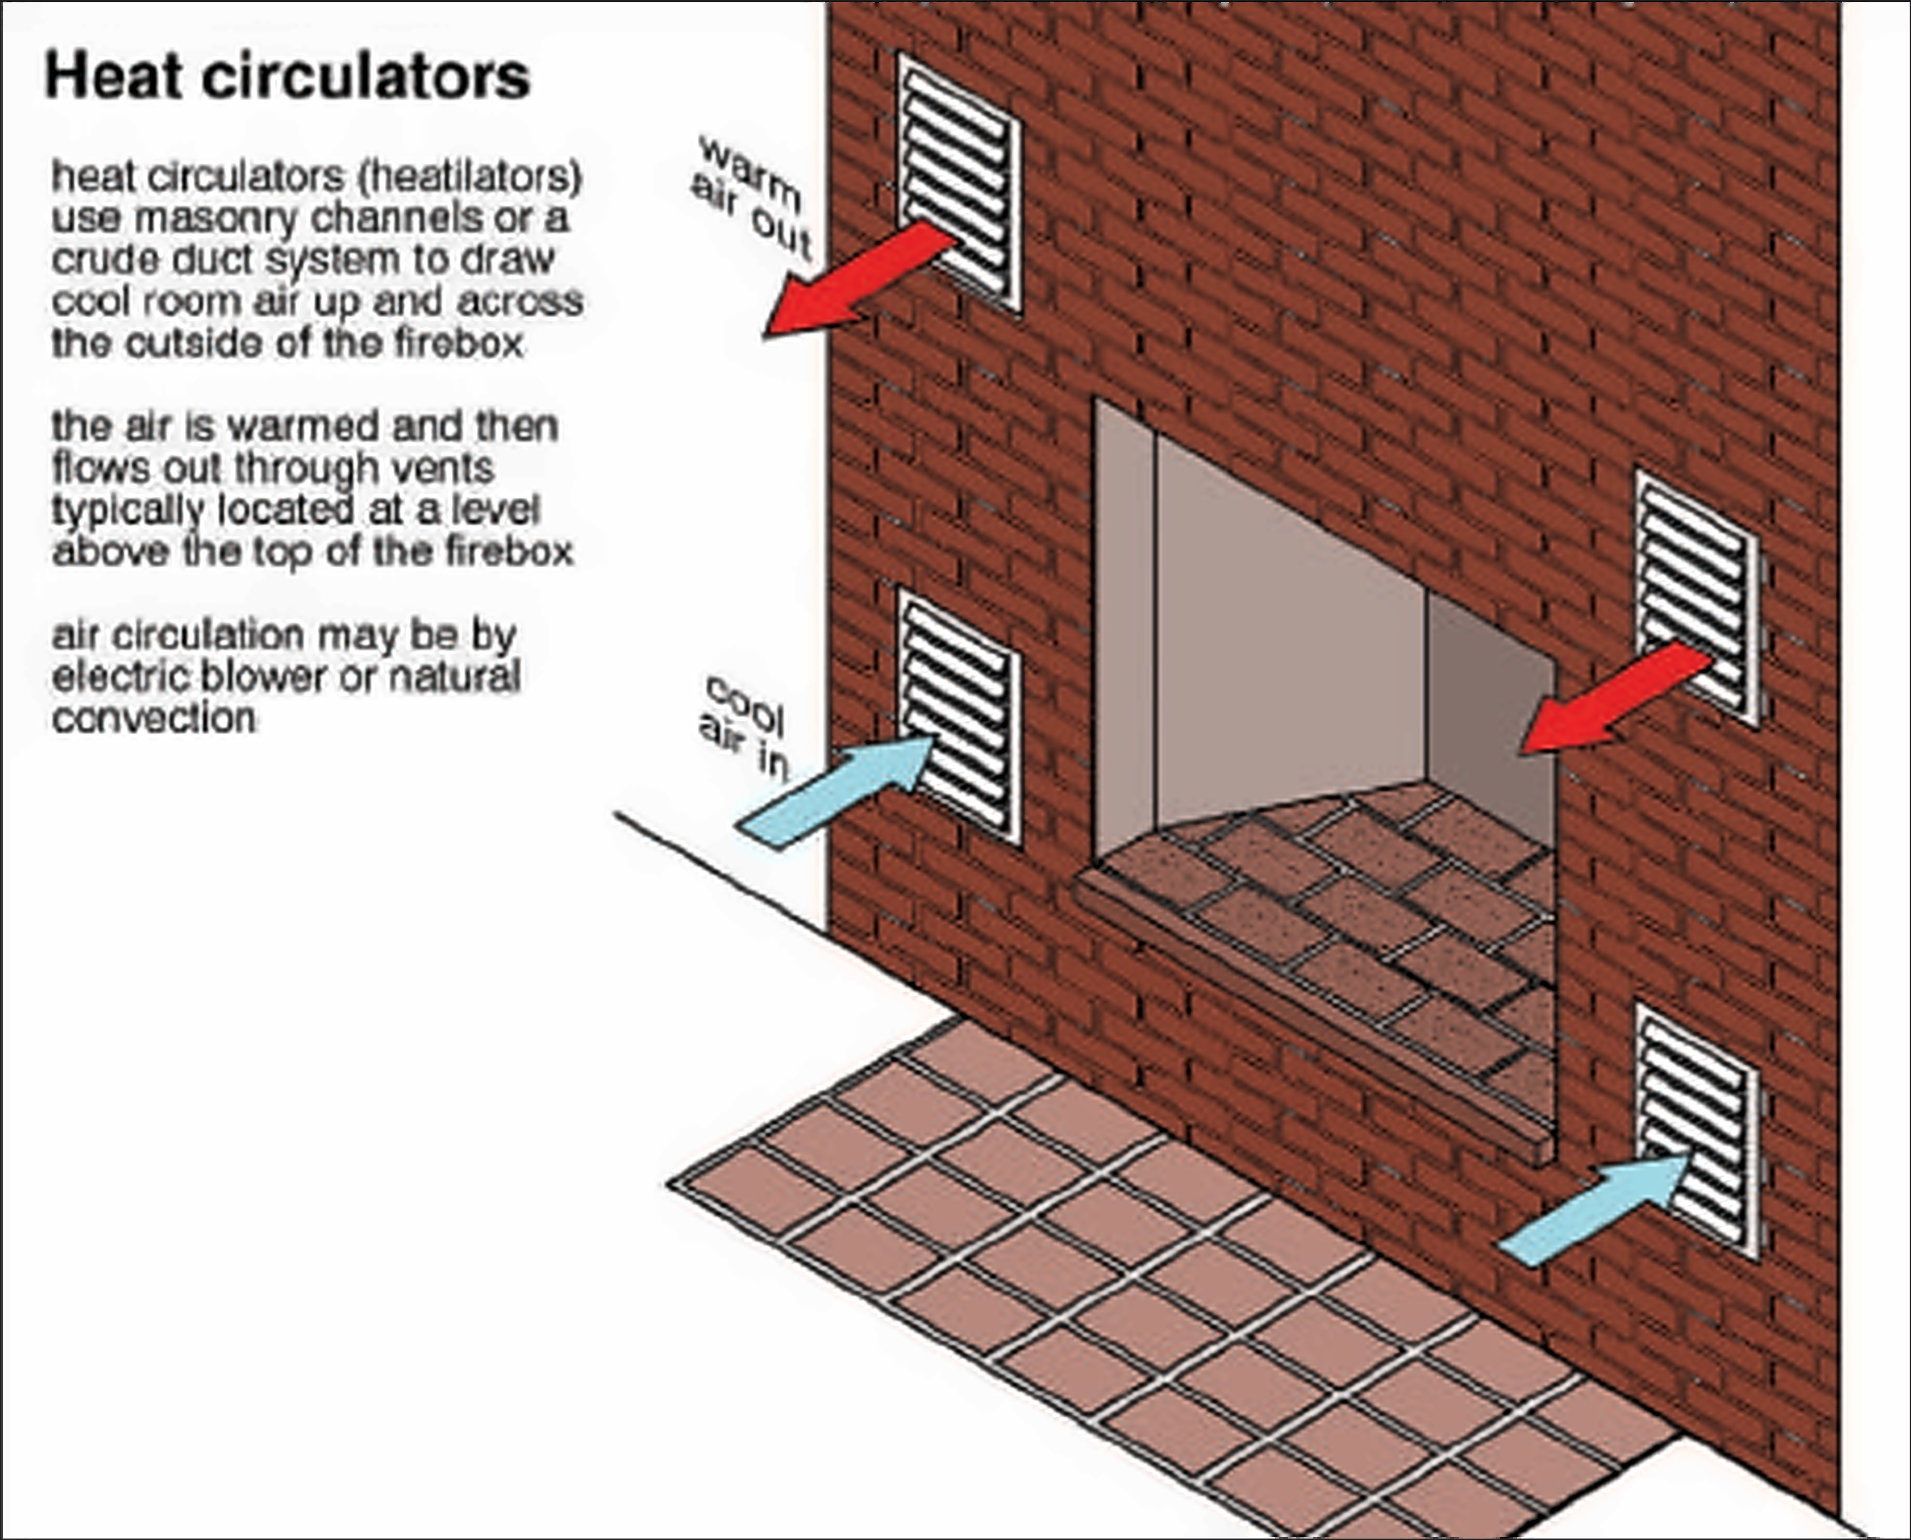 Heat circulators
heat circulators (heatilators)
use masonry channels or a
crude duct system to draw
cool room air up and across
the outside of the firebox
the air is warmed and then
flows out through vents
typically located at a level
above the top of the firebox
air circulation may be by
electric blower or natural
convection
warm
air out
cool
air in